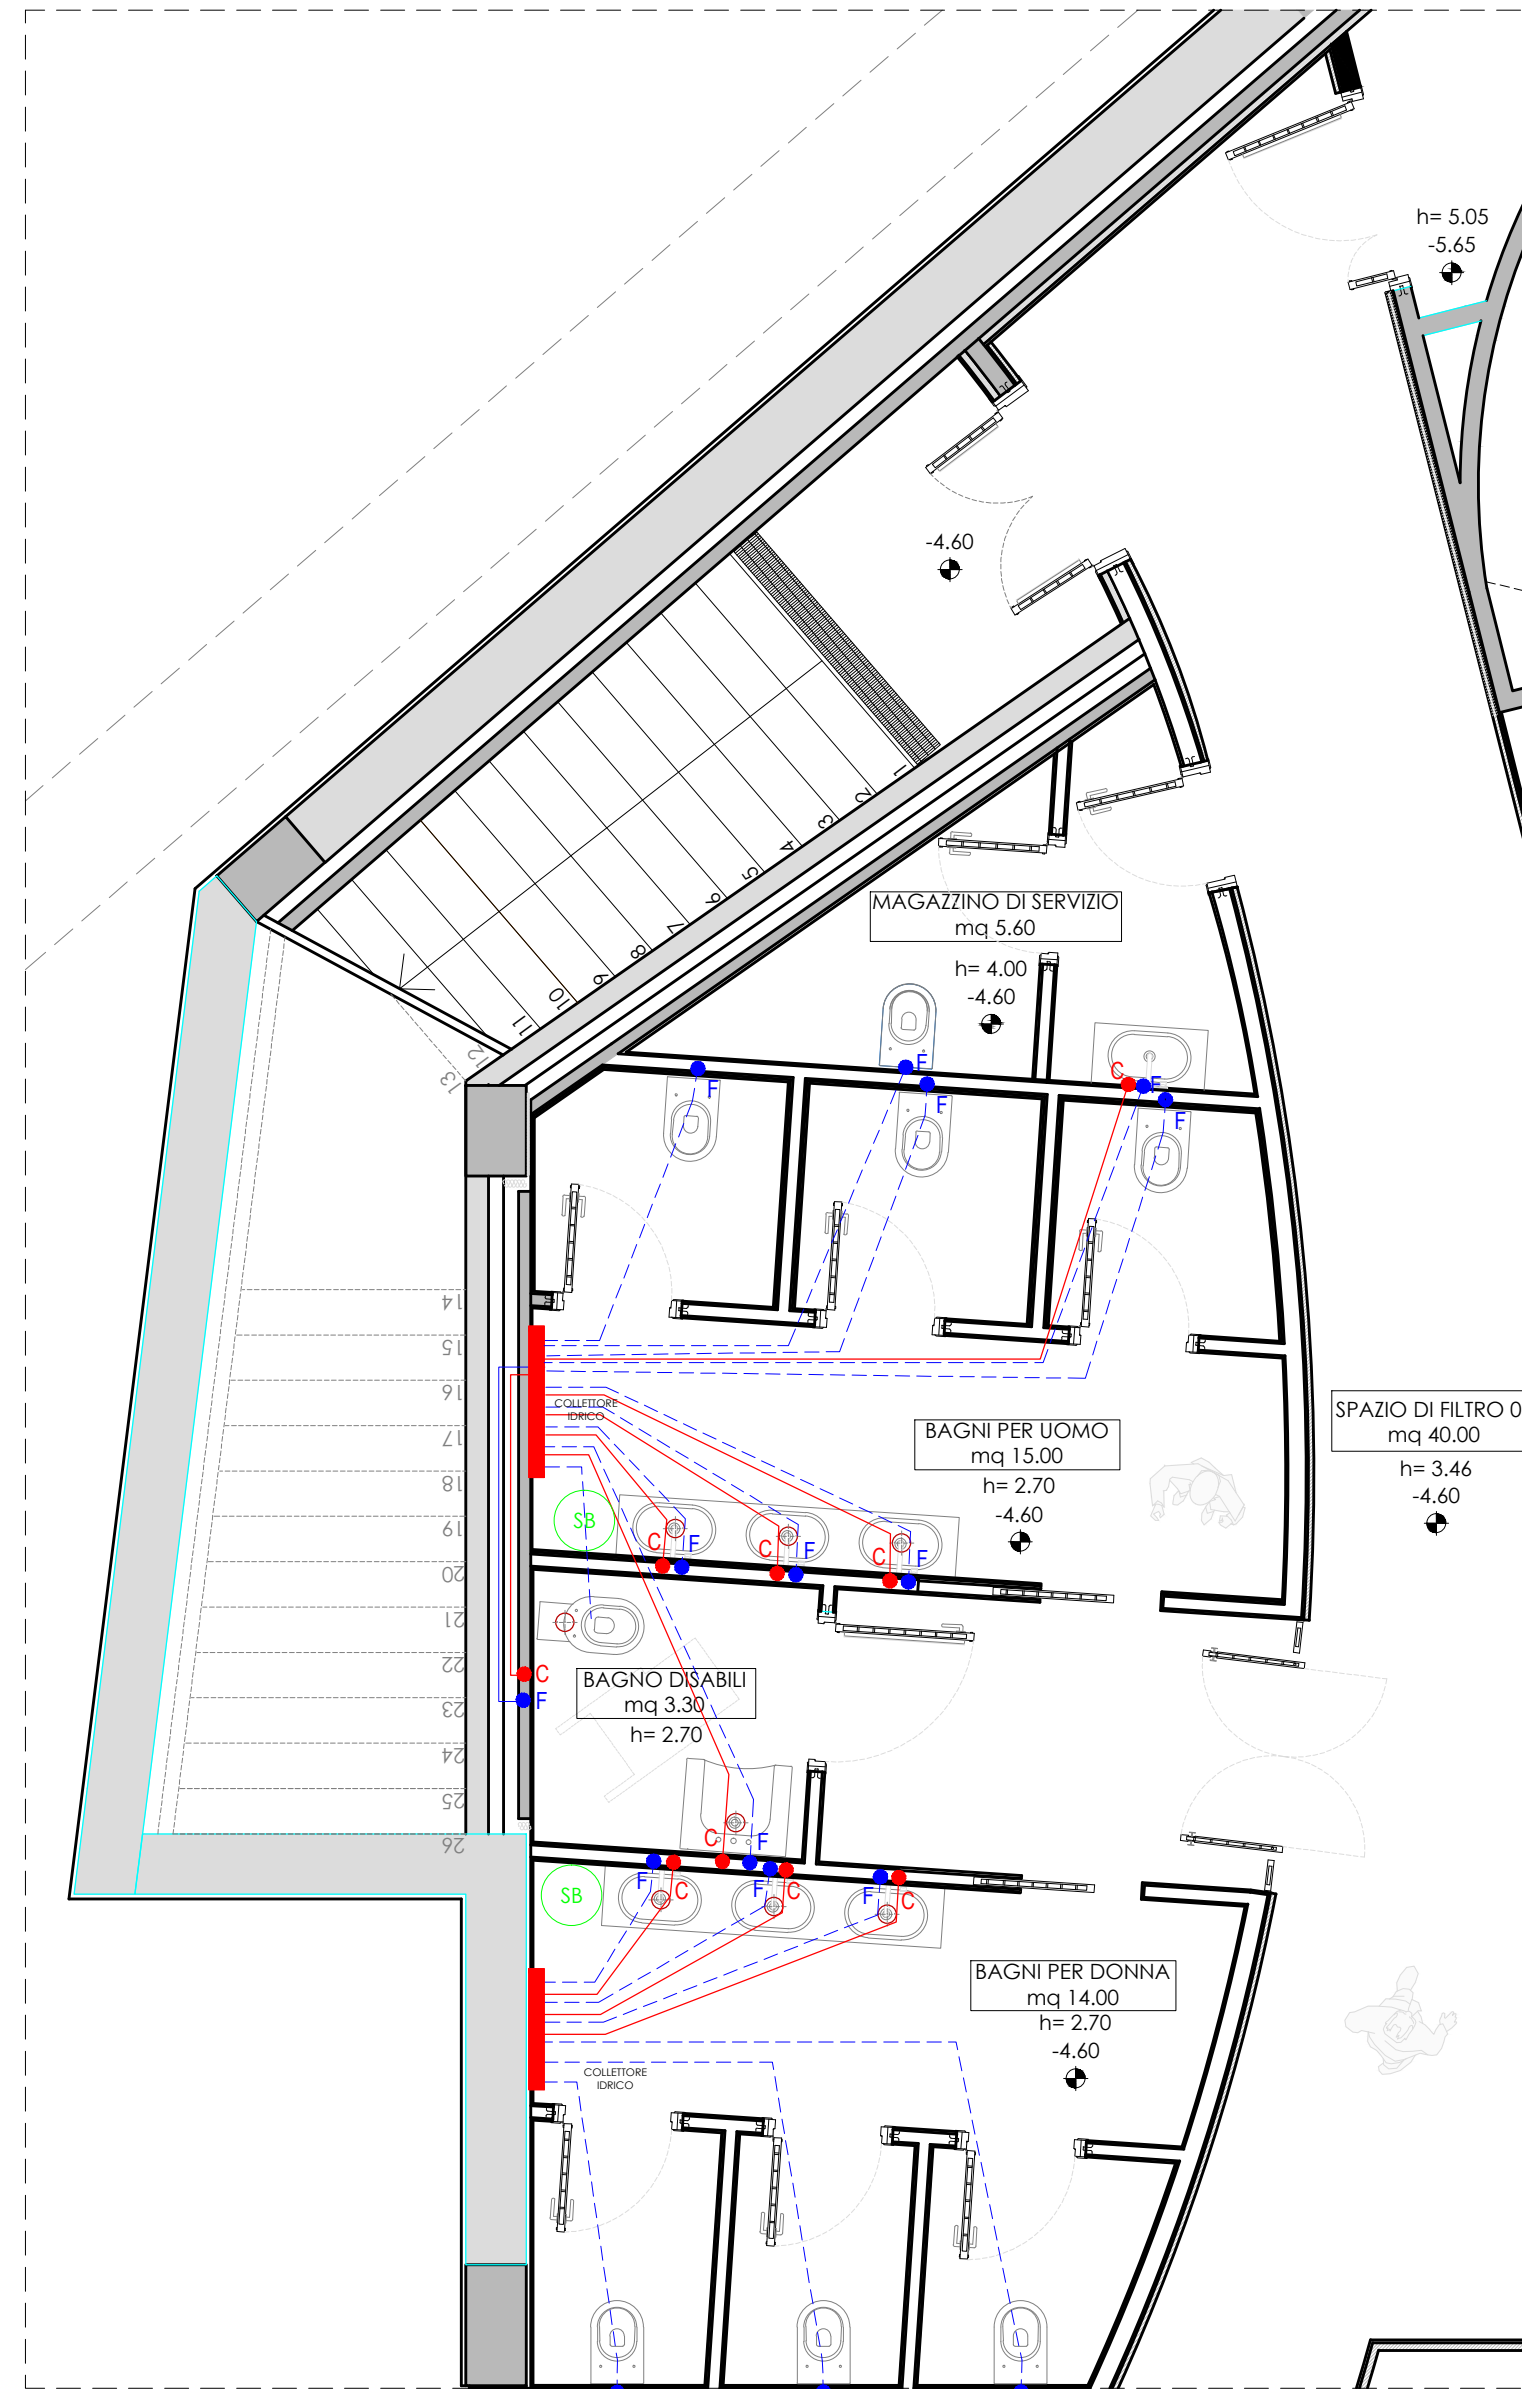 h= 5.05
-5.65
-4.60
1
2
3
4
5
6
7
8
9
10
11
12
13
MAGAZZINO DI SERVIZIO
mq 5.60
h= 4.00
-4.60
F
F
F
F
C
F
14
15
16
17
18
19
20
21
22
23
24
25
26
COLLETTORE
IDRICO
BAGNI PER UOMO
mq 15.00
h= 2.70
-4.60
SPAZIO DI FILTRO 0
mq 40.00
h= 3.46
-4.60
SB
C
F
C
F
C
F
C
F
BAGNO DISABILI
mq 3.30
h= 2.70
C
F
SB
F
C
F
C
F
C
BAGNI PER DONNA
mq 14.00
h= 2.70
-4.60
COLLETTORE
IDRICO